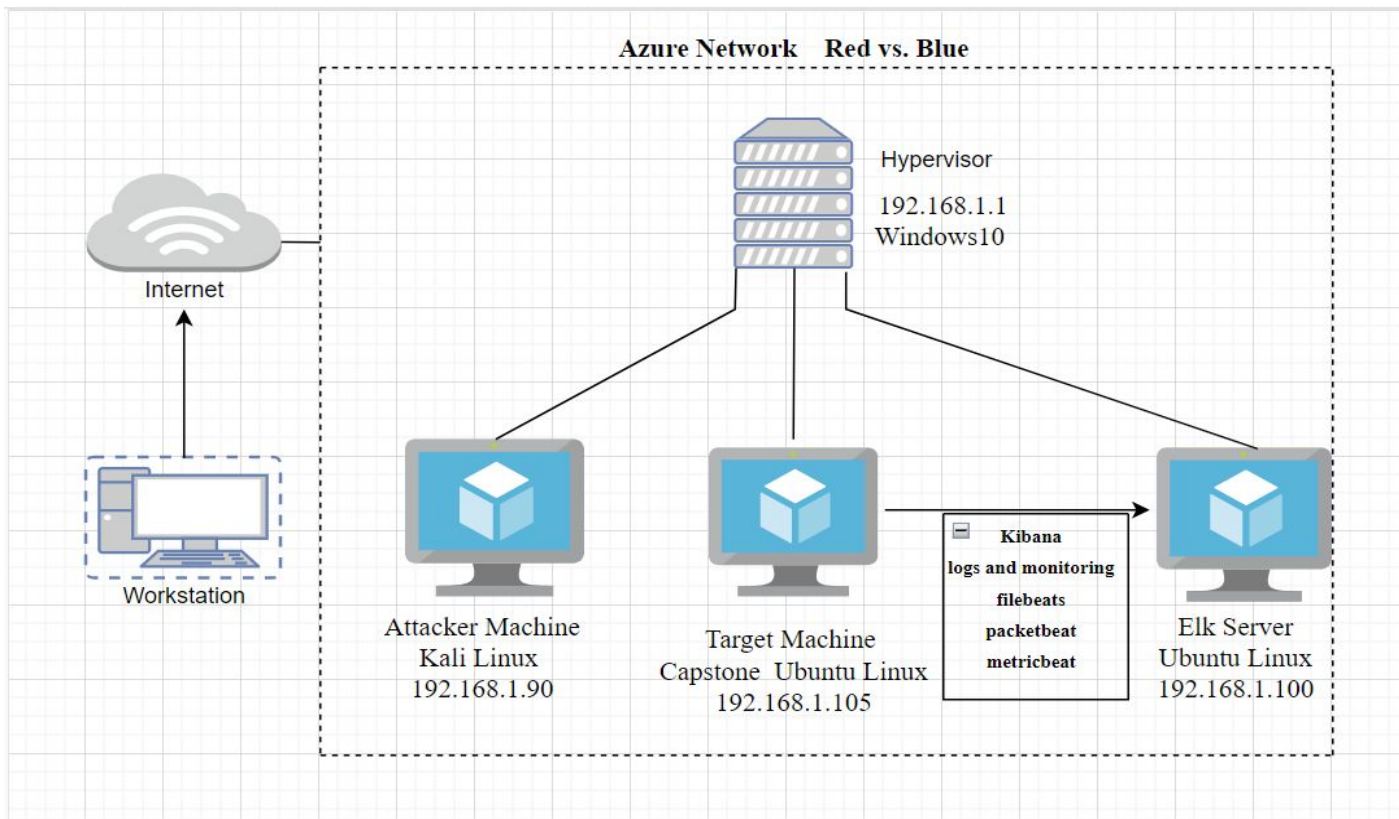 Azure Network Red vs. Blue
Hypervisor
192.168.1.1
Windows10
Internet
Workstation
Attacker Machine
Kali Linux
192.168.1.90
Target Machine
Capstone Ubuntu Linux
192.168.1.105
Kibana
logs and monitoring
filebeats
packetbeat
metricbeat
Elk Server
Ubuntu Linux
192.168.1.100